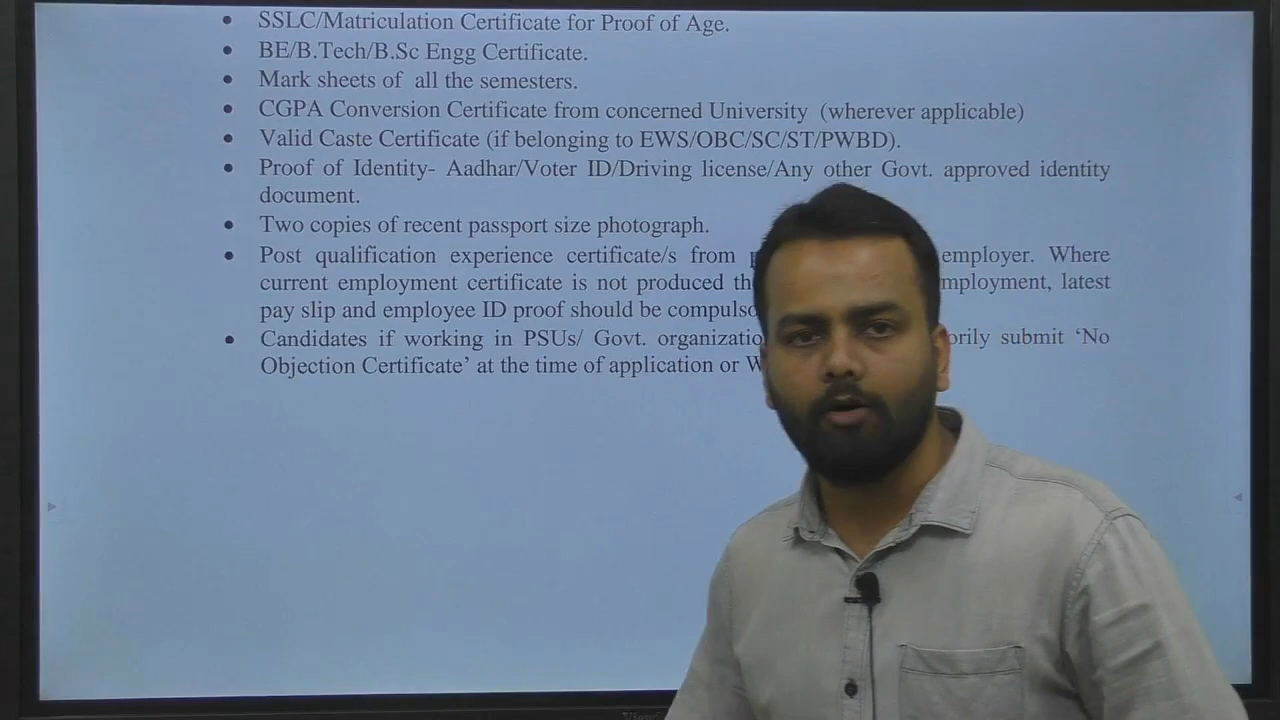 • SSLC/Matriculation Certificate for Proof of Age.
• BE/B.Tech/B.Sc Engg Certificate.
• Mark sheets of all the semesters.
• CGPA Conversion Certificate from concerned University (wherever applicable)
• Valid Caste Certificate (if belonging to EWS/OBC/SC/ST/PWBD).
• Proof of Identity- Aadhar/Voter ID/Driving license/Any other Govt. approved identity
document.
• Two copies of recent passport size photograph.
• Post qualification experience certificate/s from employer. Where
current employment certificate is not produced latest
pay slip and employee ID proof should be
• Candidates if working in PSUs/ Govt. submit ‘No
Objection Certificate’ at the time of application or